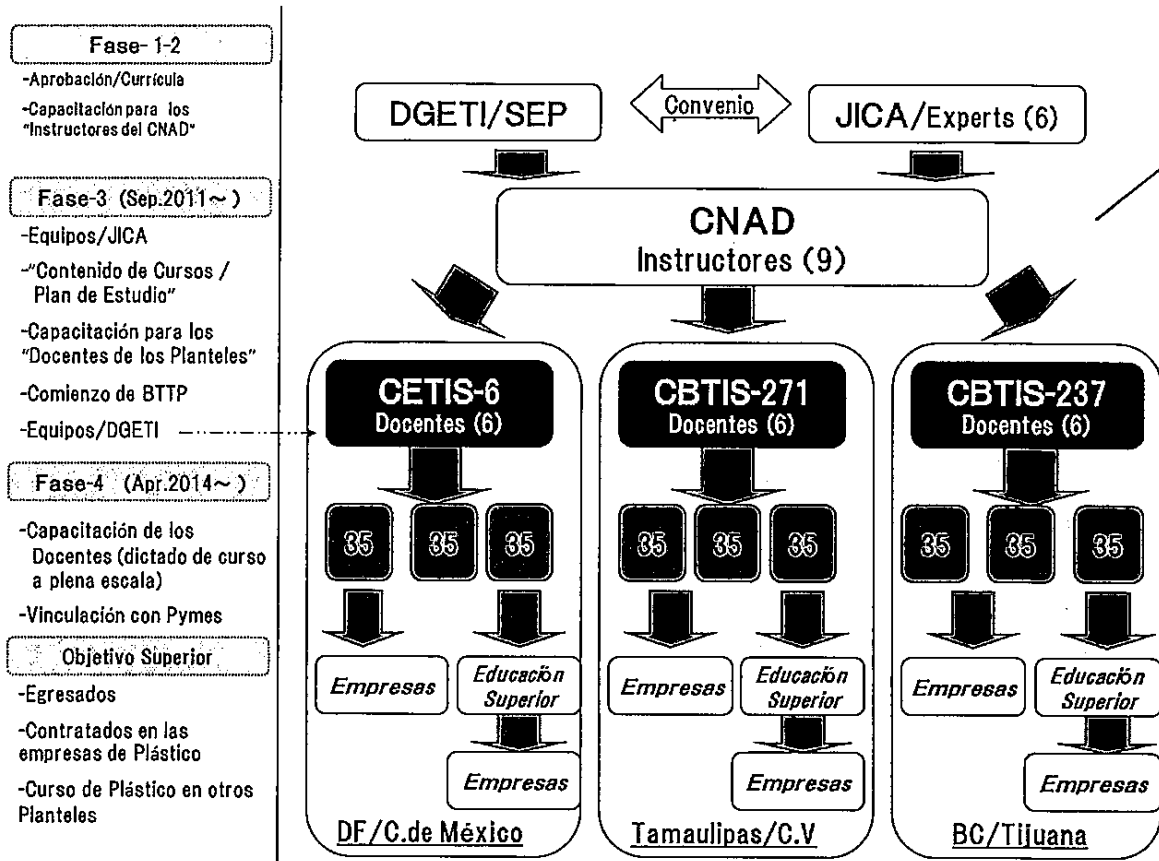 Fase- 1-2
-Aprobación/Currícula
-Capacitación para los
"Instructores del CNAD"
Fase-3 (Sep.2011~ )
-Equipos/JICA
-"Contenido de Cursos /
Plan de Estudio"
-Capacitación para los
"Docentes de los Planteles"
-Comienzo de BTTP
-Equipos/DGETI
Fase-4 (Apr.2014~ )
-Capacitación de los
Docentes (dictado de curso
a plena escala)
-Vinculación con Pymes
Objetivo Superior
-Egresados
-Contratados en las
empresas de Plástico
-Curso de Plástico en otros
Planteles
DGETI/SEP
Convenio
JICA/Experts (6)
CNAD
Instructores (9)
CETIS-6
Docentes (6)
35 35 35
Empresas
Educación
Superior
Empresas
DF/C.de México
CBTIS-271
Docentes (6)
35 35 35
Empresas
Educación
Superior
Empresas
Tamaulipas/C.V
CBTIS-237
Docentes (6)
35 35 35
Empresas
Educación
Superior
Empresas
BC/Tijuana